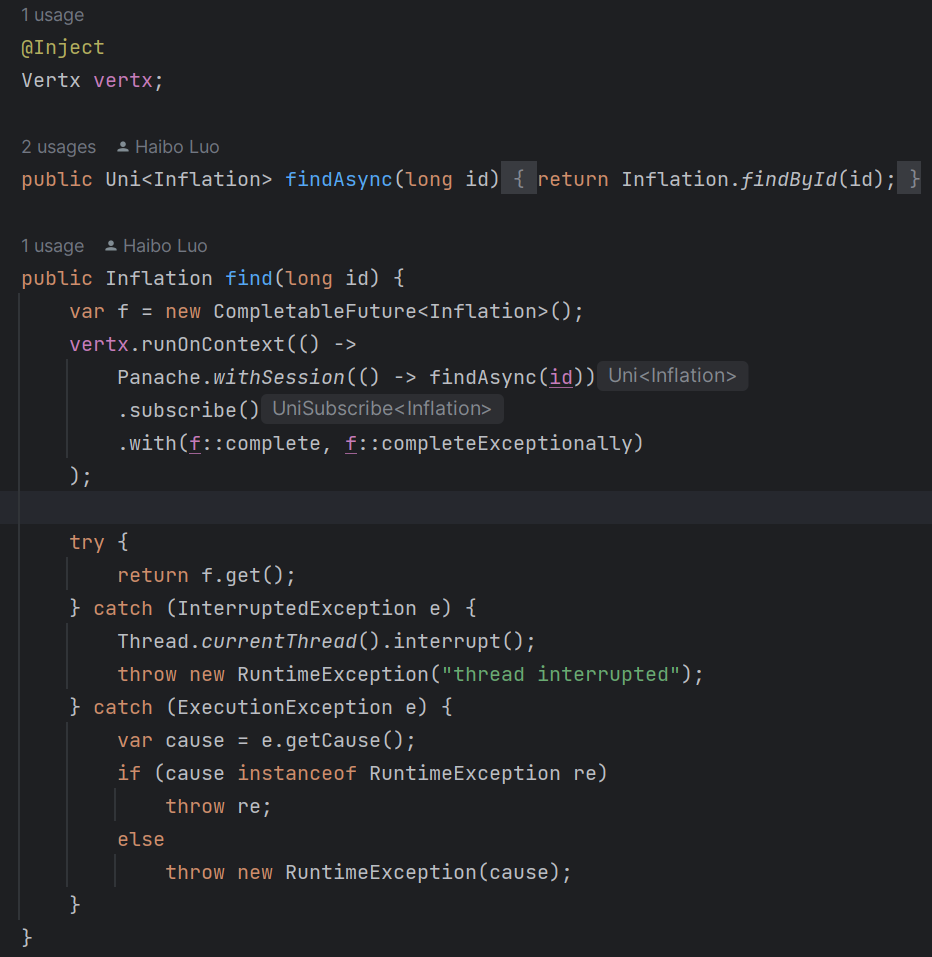 1 usage
@Inject
Vertx vertx;
2 usages Haibo Luo
public Uni<Inflation> findAsync(long id) { return Inflation.findById(id); }
1 usage Haibo Luo
public Inflation find(long id) {
var f = new CompletableFuture<Inflation>();
vertx.runOnContext(() ->
Panache.withSession(() -> findAsync(id)) Uni<Inflation>
.subscribe() UniSubscribe<Inflation>
.with(f::complete, f::completeExceptionally)
);
try {
return f.get();
} catch (InterruptedException e) {
Thread.currentThread().interrupt();
throw new RuntimeException("thread interrupted");
} catch (ExecutionException e) {
var cause = e.getCause();
if (cause instanceof RuntimeException re)
throw re;
else
throw new RuntimeException(cause);
}
}